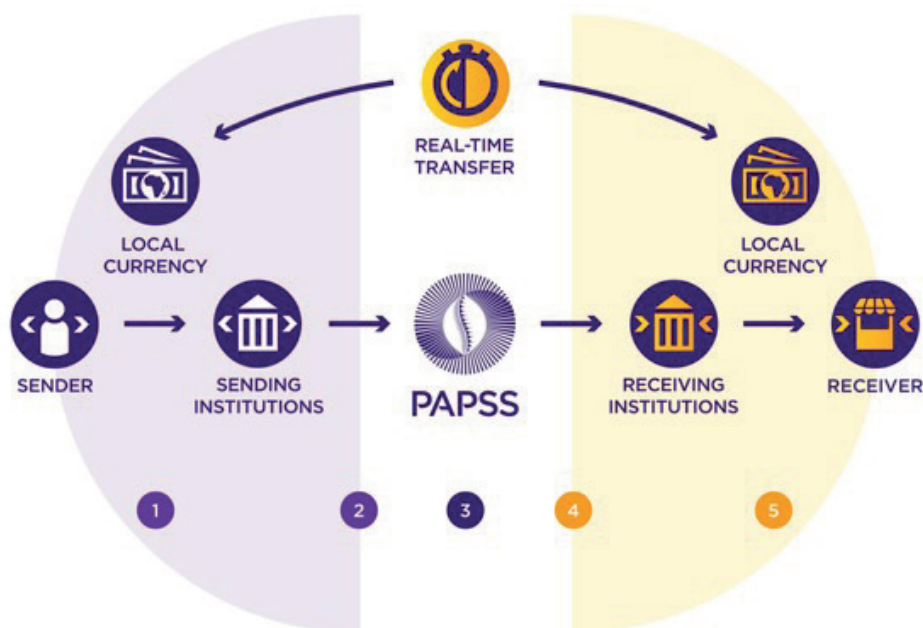 REAL-TIME
TRANSFER
LOCAL
CURRENCY
LOCAL
CURRENCY
SENDER
SENDING
INSTITUTIONS
PAPSS
RECEIVING
INSTITUTIONS
RECEIVER
1
2
3
4
5